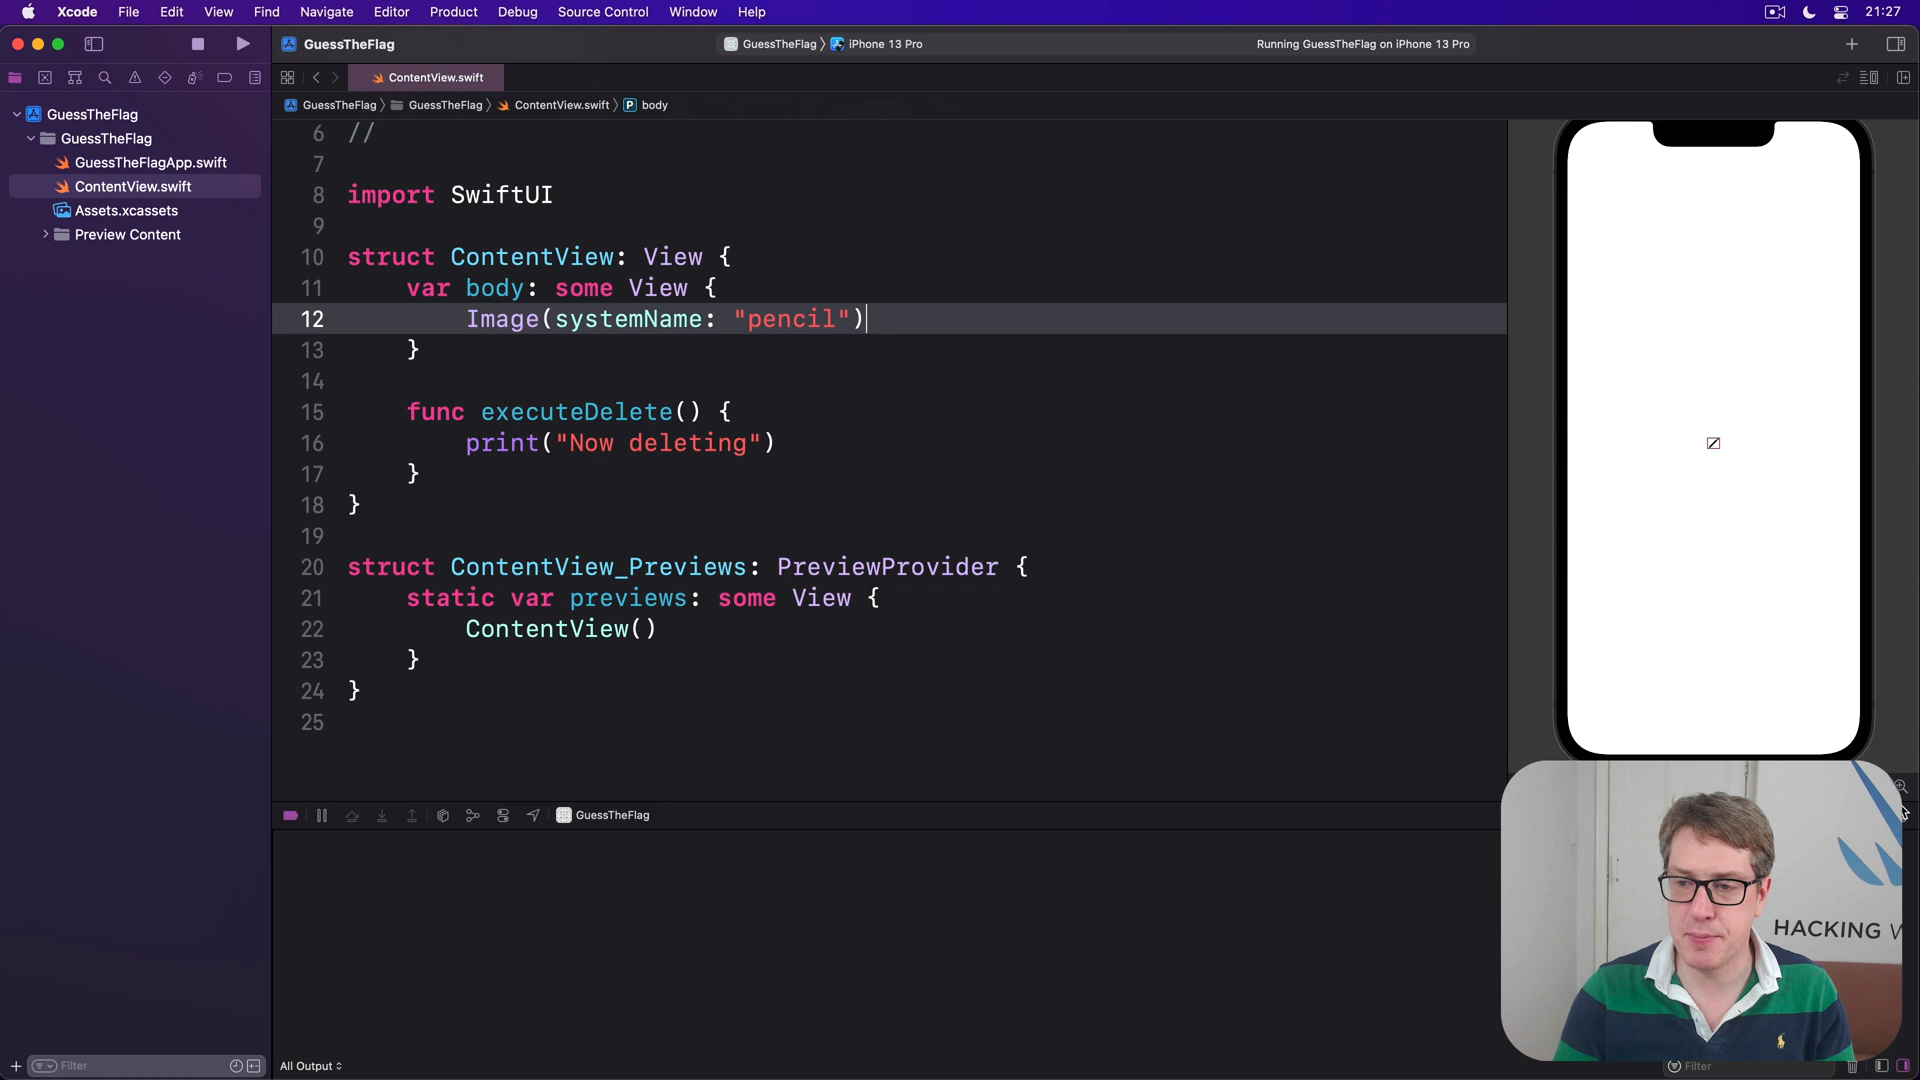 Xcode File Edit View Find Navigate Editor Product Debug Source Control Window Help 21:27
GuessTheFlag GuessTheFlag iPhone 13 Pro Running GuessTheFlag on iPhone 13 Pro
ContentView.swift
GuessTheFlag GuessTheFlag ContentView.swift P body
GuessTheFlag
GuessTheFlag
GuessTheFlagApp.swift
ContentView.swift
Assets.xcassets
Preview Content
6 //
7
8 import SwiftUI
9
10 struct ContentView: View {
11 var body: some View {
12 Image(systemName: "pencil")
13 }
14
15 func executeDelete() {
16 print("Now deleting")
17 }
18 }
19
20 struct ContentView_Previews: PreviewProvider {
21 static var previews: some View {
22 ContentView()
23 }
24 }
25
GuessTheFlag
HACKING W
Filter
All Output
Filter